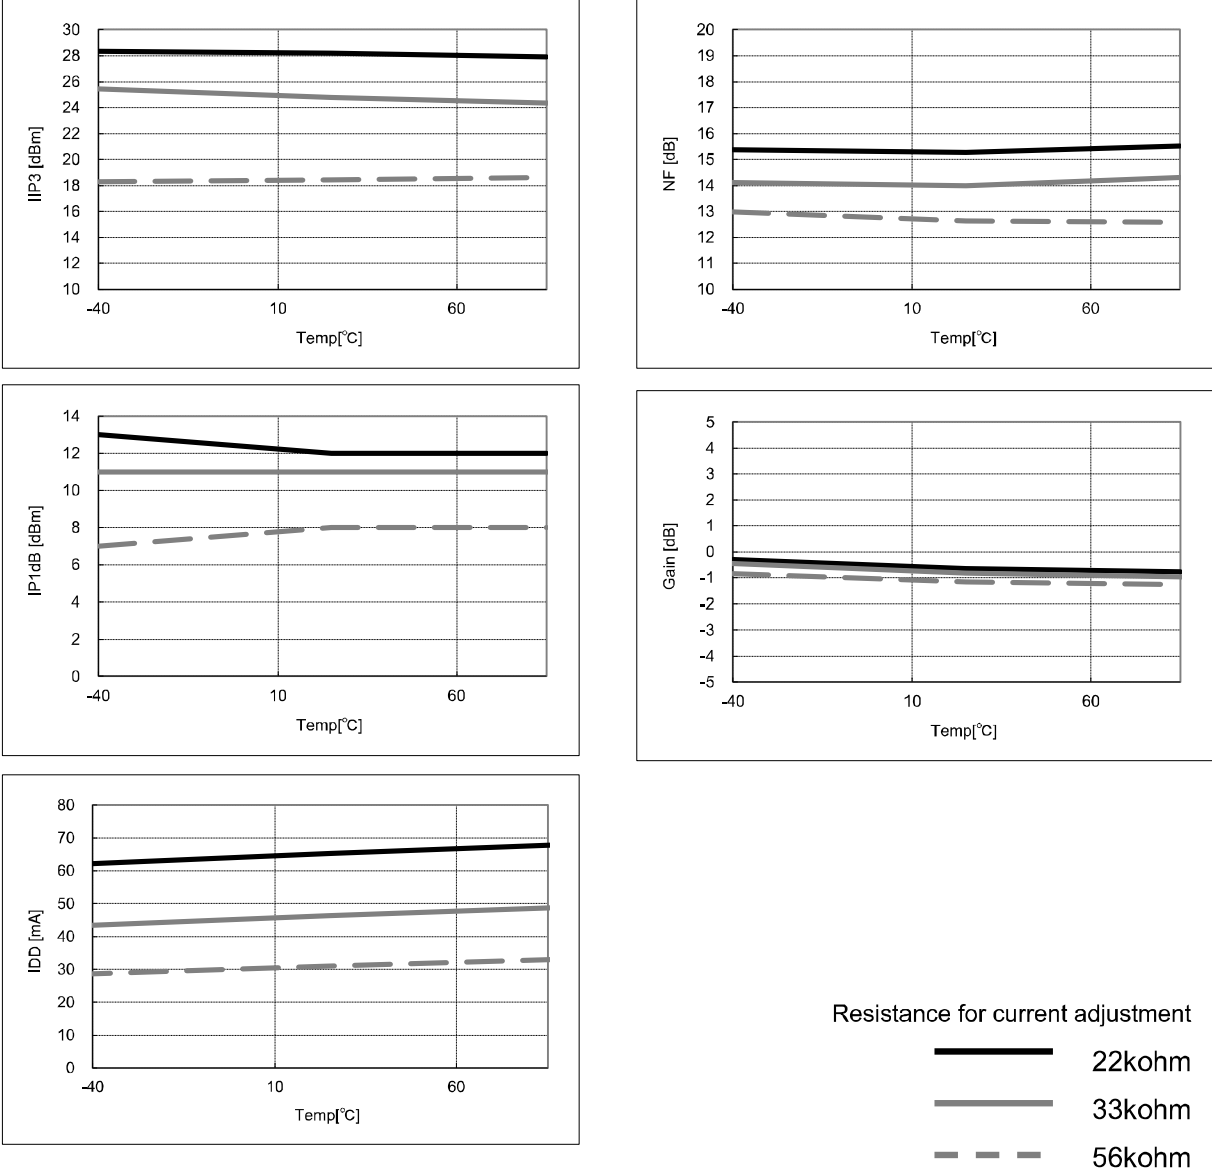 30
28
26
24
22
20
18
16
14
12
10
IIP3 [dBm]
-40 10 60
Temp[°C]
20
19
18
17
16
15
14
13
12
11
10
NF [dB]
-40 10 60
Temp[°C]
14
12
10
8
6
4
2
0
IP1dB [dBm]
-40 10 60
Temp[°C]
5
4
3
2
1
0
-1
-2
-3
-4
-5
Gain [dB]
-40 10 60
Temp[°C]
80
70
60
50
40
30
20
10
0
IDD [mA]
-40 10 60
Temp[°C]
Resistance for current adjustment
22kohm
33kohm
56kohm